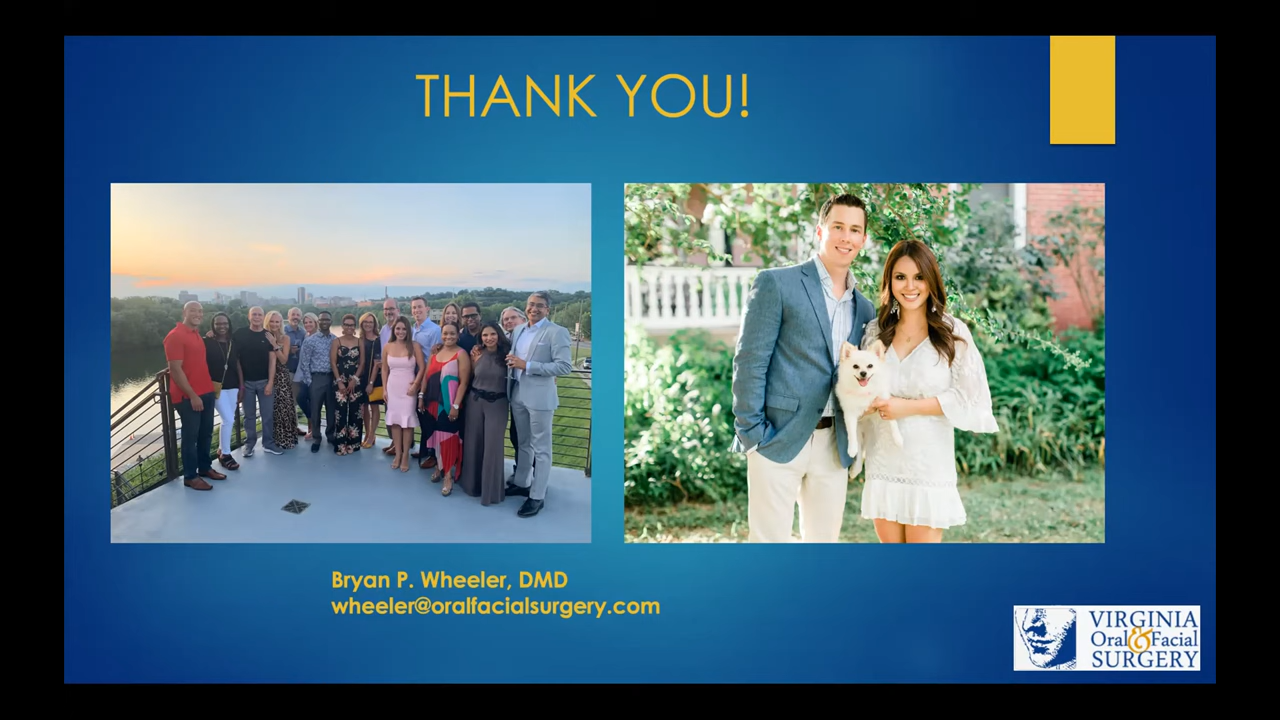 THANK YOU!
Bryan P. Wheeler, DMD
wheeler@oralfacialsurgery.com
VIRGINIA
Oral & Facial
SURGERY